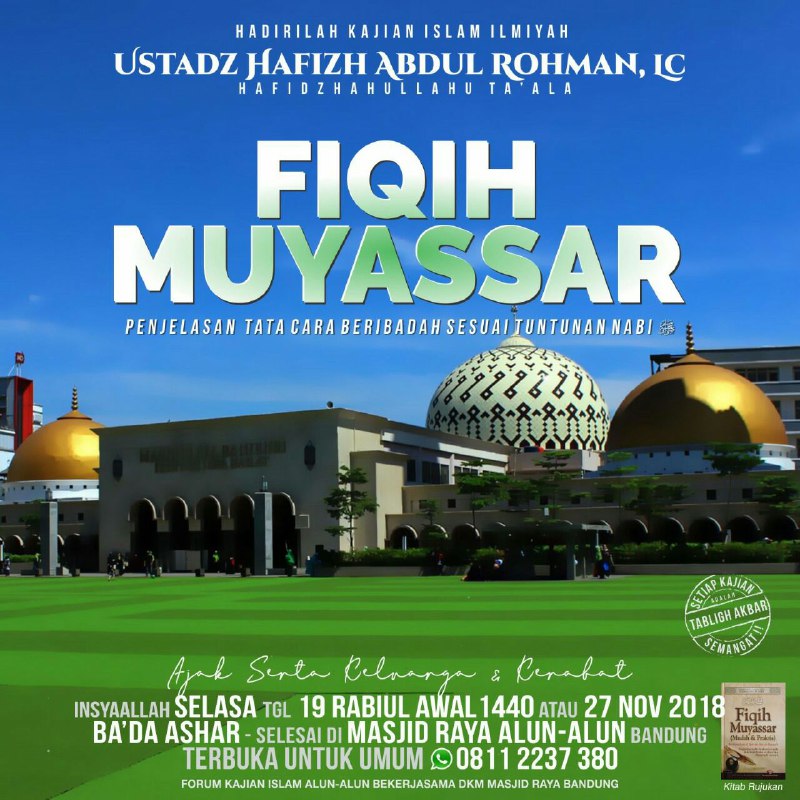 HADIRILAH KAJIAN ISLAM ILMIYAH
USTADZ HAFIZH ABDUL ROHMAN, LC
HAFIDZHAHULLAHU TA'ALA
FIQIH
MUYASSAR
PENJELASAN TATA CARA BERIBADAH SESUAI TUNTUNAN NABI ﷺ
SETIAP KAJIAN
ADALAH
TABLIGH AKBAR
SEMANGAT!!
Ajak Serta Keluarga & Kerabat
INSYAALLAH SELASA TGL 19 RABIUL AWAL 1440 ATAU 27 NOV 2018
BA'DA ASHAR - SELESAI DI MASJID RAYA ALUN-ALUN BANDUNG
TERBUKA UNTUK UMUM 0811 2237 380
FORUM KAJIAN ISLAM ALUN-ALUN BEKERJASAMA DKM MASJID RAYA BANDUNG
Fiqih
Muyassar
(Mudah & Praktis)
Kitab Rujukan